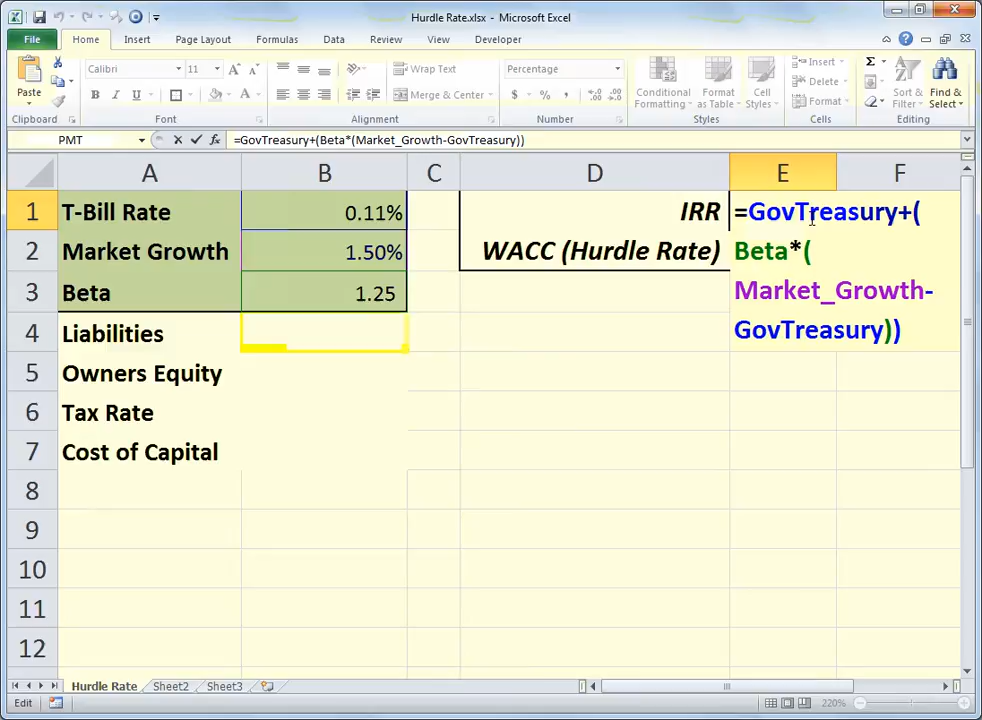 Hurdle Rate.xlsx - Microsoft Excel
File Home Insert Page Layout Formulas Data Review View Developer
Calibri 11 Wrap Text Percentage Insert
Paste B I U Merge & Center $ % , Conditional Formatting Format as Table Cell Styles Delete Format Σ Sort & Filter Find & Select
Clipboard Font Alignment Number Styles Cells Editing
PMT fx =GovTreasury+(Beta*(Market_Growth-GovTreasury))
A B C D E F
1 T-Bill Rate 0.11% IRR =GovTreasury+(
2 Market Growth 1.50% WACC (Hurdle Rate) Beta*(
3 Beta 1.25 Market_Growth-
4 Liabilities GovTreasury))
5 Owners Equity
6 Tax Rate
7 Cost of Capital
8
9
10
11
12
Hurdle Rate Sheet2 Sheet3
Edit 220%